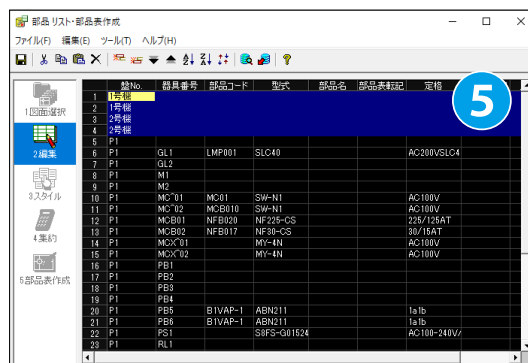 部品 リスト・部品表作成
ファイル(F) 編集(E) ツール(T) ヘルプ(H)
盤No. 器具番号 部品コード 型式 部品名 部品表転記 定格
1 1号機
2 1号機
3 2号機
4 2号機
5 P1
6 P1 GL1 LMP001 SLC40 AC200VSLC4
7 P1 GL2
8 P1 M1
9 P1 M2
10 P1 MC~01 MC01 SW-N1 AC100V
11 P1 MC~02 MCB010 SW-N1 AC100V
12 P1 MCB01 NFB020 NF225-CS 225/125AT
13 P1 MCB02 NFB017 NF30-CS 30/15AT
14 P1 MCX~01 MY-4N AC100V
15 P1 MCX~02 MY-4N AC100V
16 P1 PB1
17 P1 PB2
18 P1 PB3
19 P1 PB4
20 P1 PB5 B1VAP-1 ABN211 1a1b
21 P1 PB6 B1VAP-1 ABN211 1a1b
22 P1 PS1 S8FS-G01524 AC100-240V/
23 P1 RL1
1.図面選択
2.編集
3.スタイル
4.集約
5.部品表作成
5